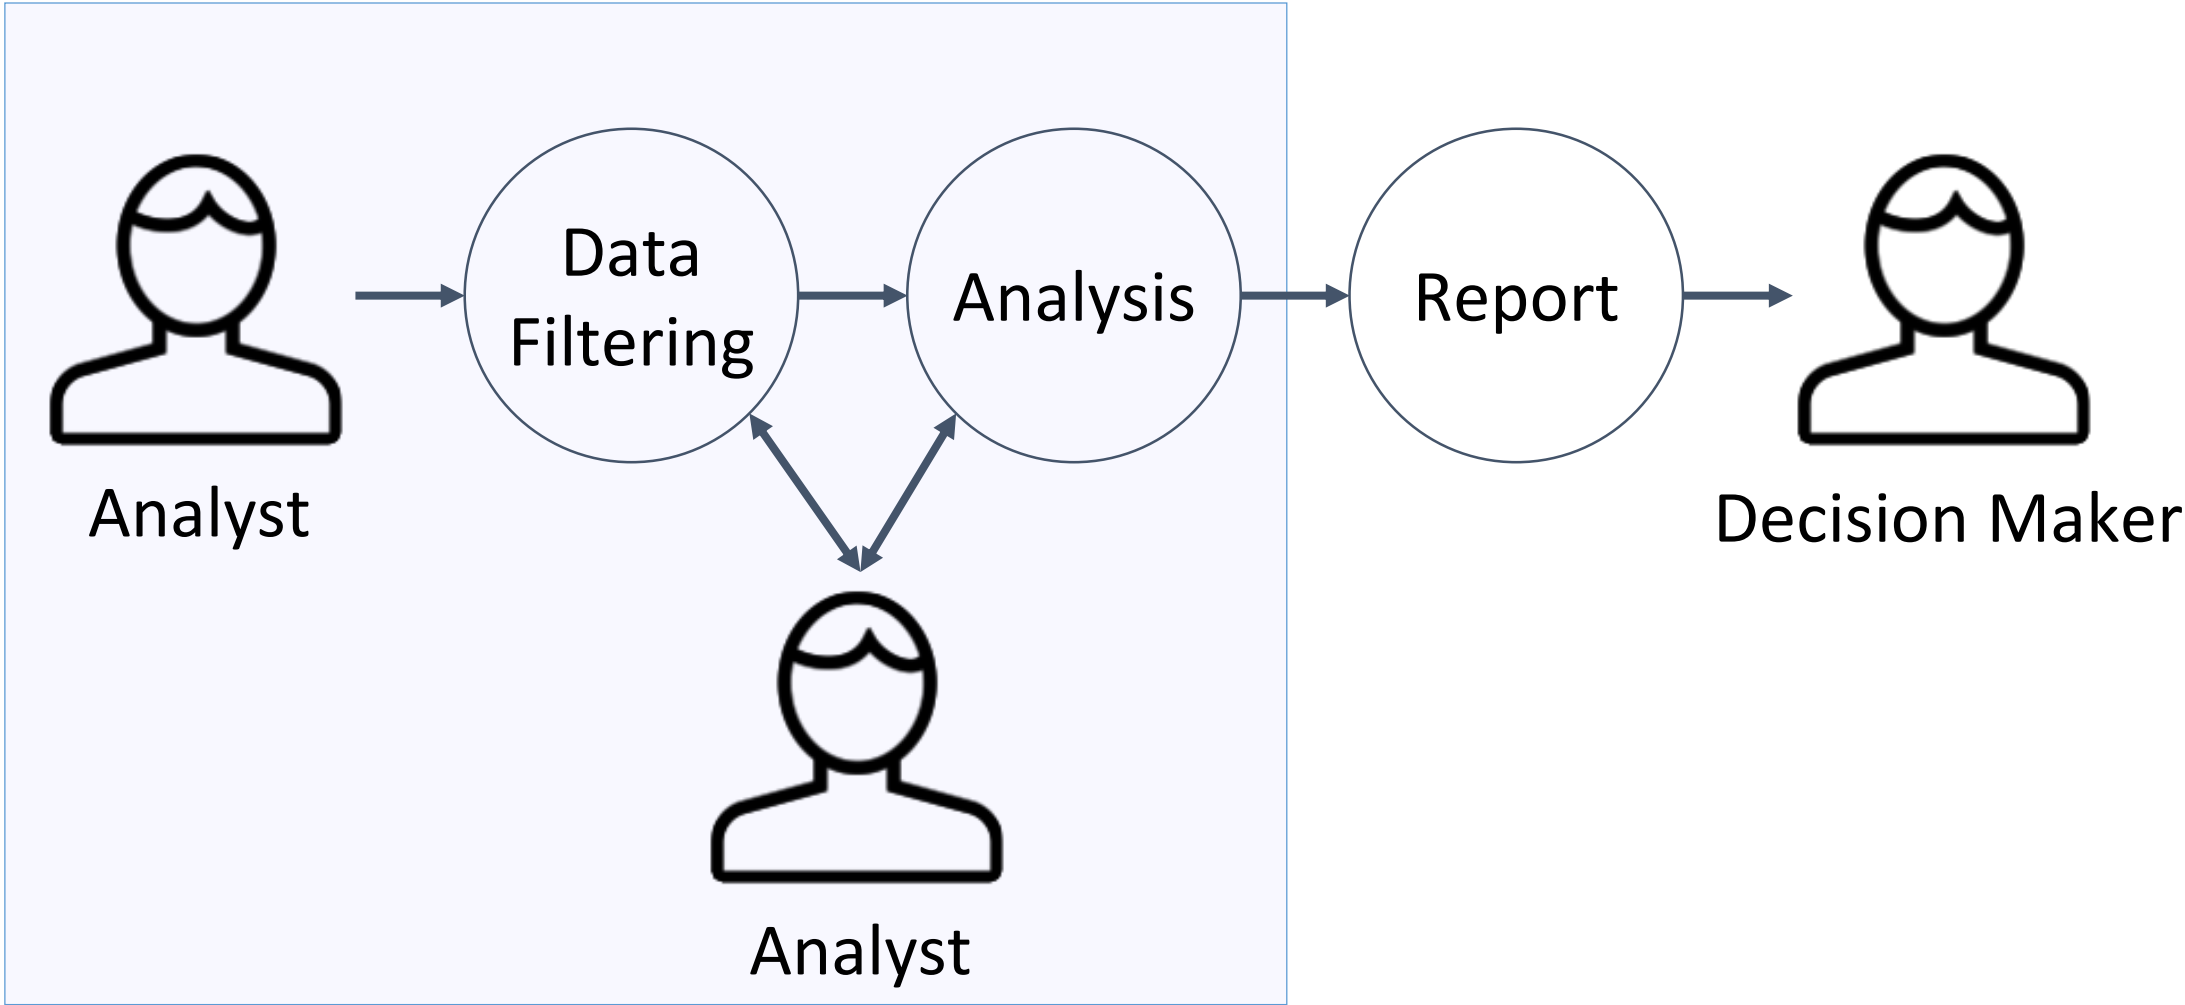 Data
Filtering
Analysis
Report
Analyst
Decision Maker
Analyst